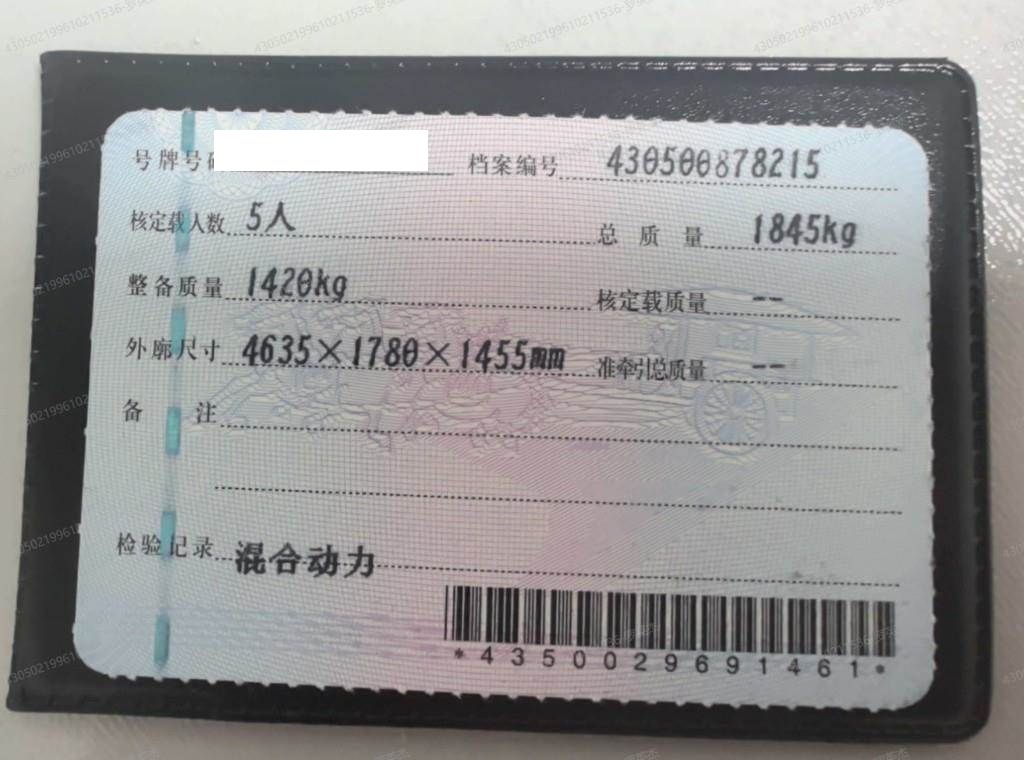 号牌号码 档案编号 430500878215
核定载人数 5人 总质量 1845kg
整备质量 1420kg 核定载质量 --
外廓尺寸 4635×1780×1455mm 准牵引总质量 --
备注
检验记录 混合动力
*4350029691461*